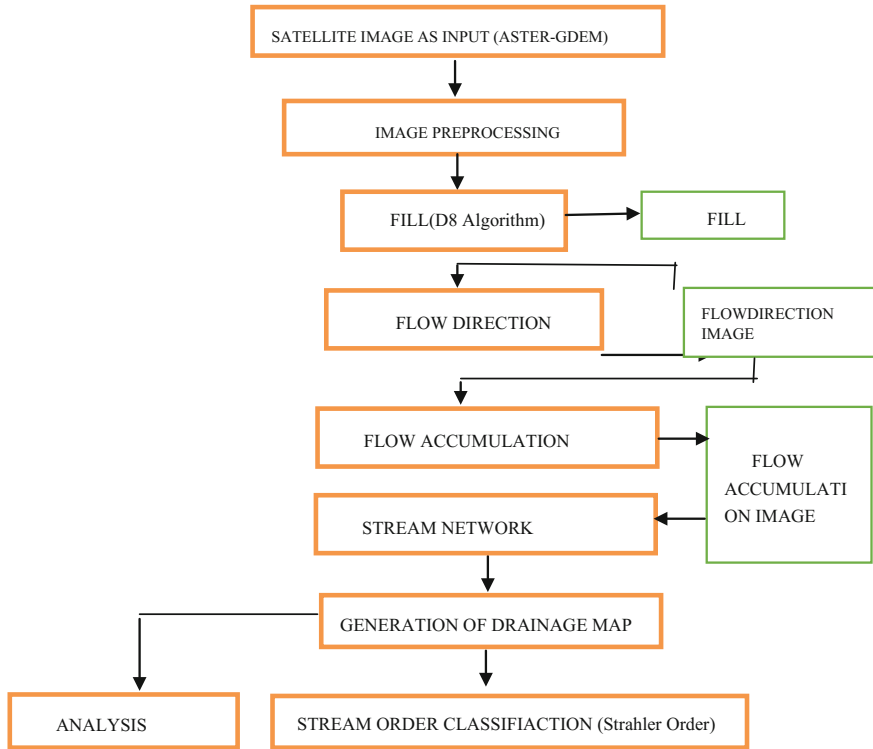 SATELLITE IMAGE AS INPUT (ASTER-GDEM)
IMAGE PREPROCESSING
FILL(D8 Algorithm)
FILL
FLOW DIRECTION
FLOWDIRECTION
IMAGE
FLOW ACCUMULATION
FLOW
ACCUMULATI
ON IMAGE
STREAM NETWORK
GENERATION OF DRAINAGE MAP
ANALYSIS
STREAM ORDER CLASSIFIACTION (Strahler Order)